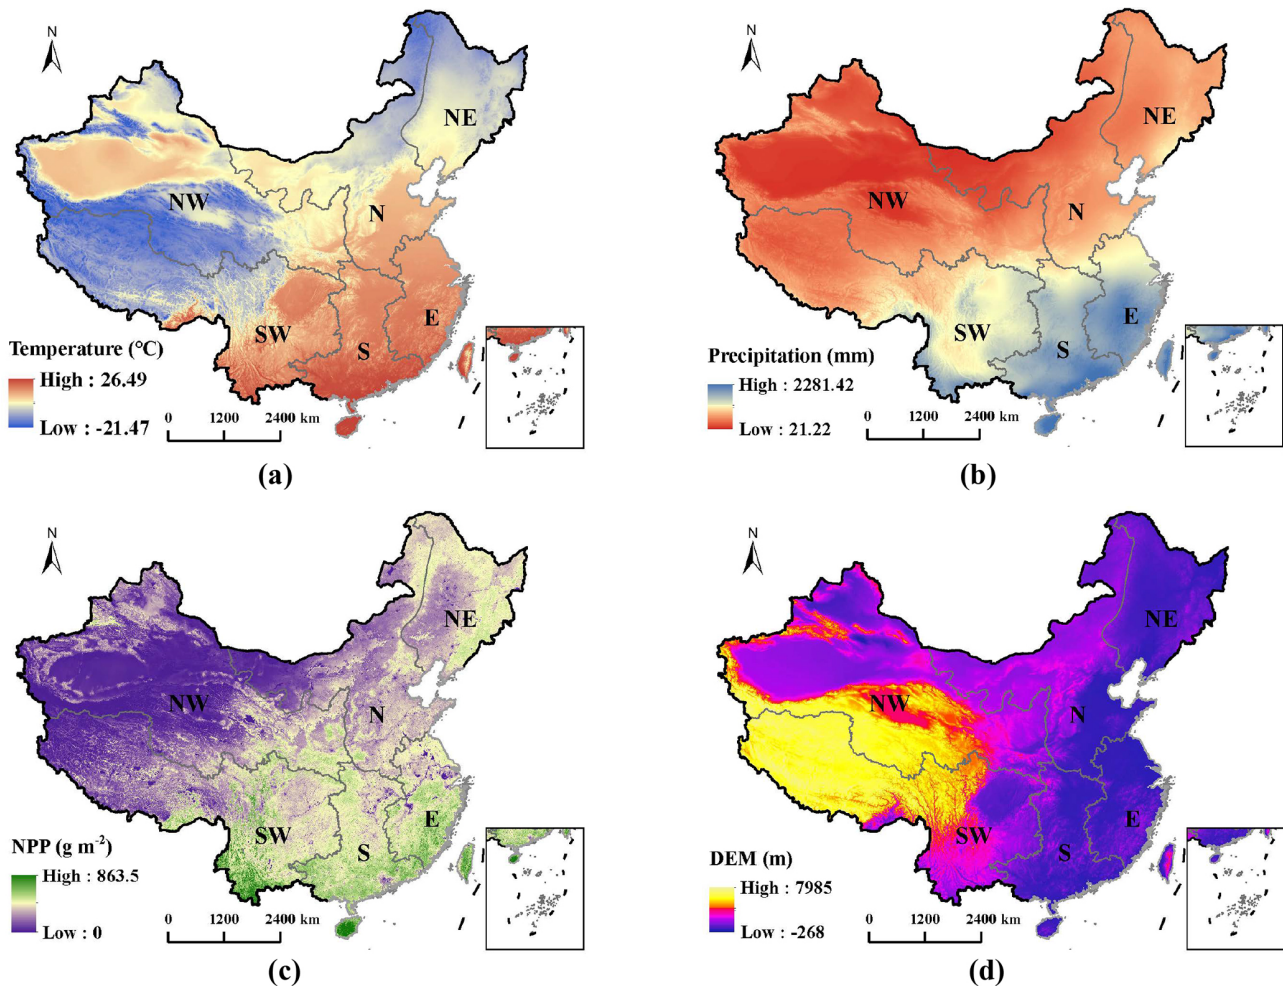 N
NE
NW
N
SW
E
S
Temperature (°C)
High : 26.49
Low : -21.47
0 1200 2400 km
(a)
N
NE
NW
N
SW
E
S
Precipitation (mm)
High : 2281.42
Low : 21.22
0 1200 2400 km
(b)
N
NE
NW
N
SW
E
S
NPP (g m⁻²)
High : 863.5
Low : 0
0 1200 2400 km
(c)
N
NE
NW
N
SW
E
S
DEM (m)
High : 7985
Low : -268
0 1200 2400 km
(d)